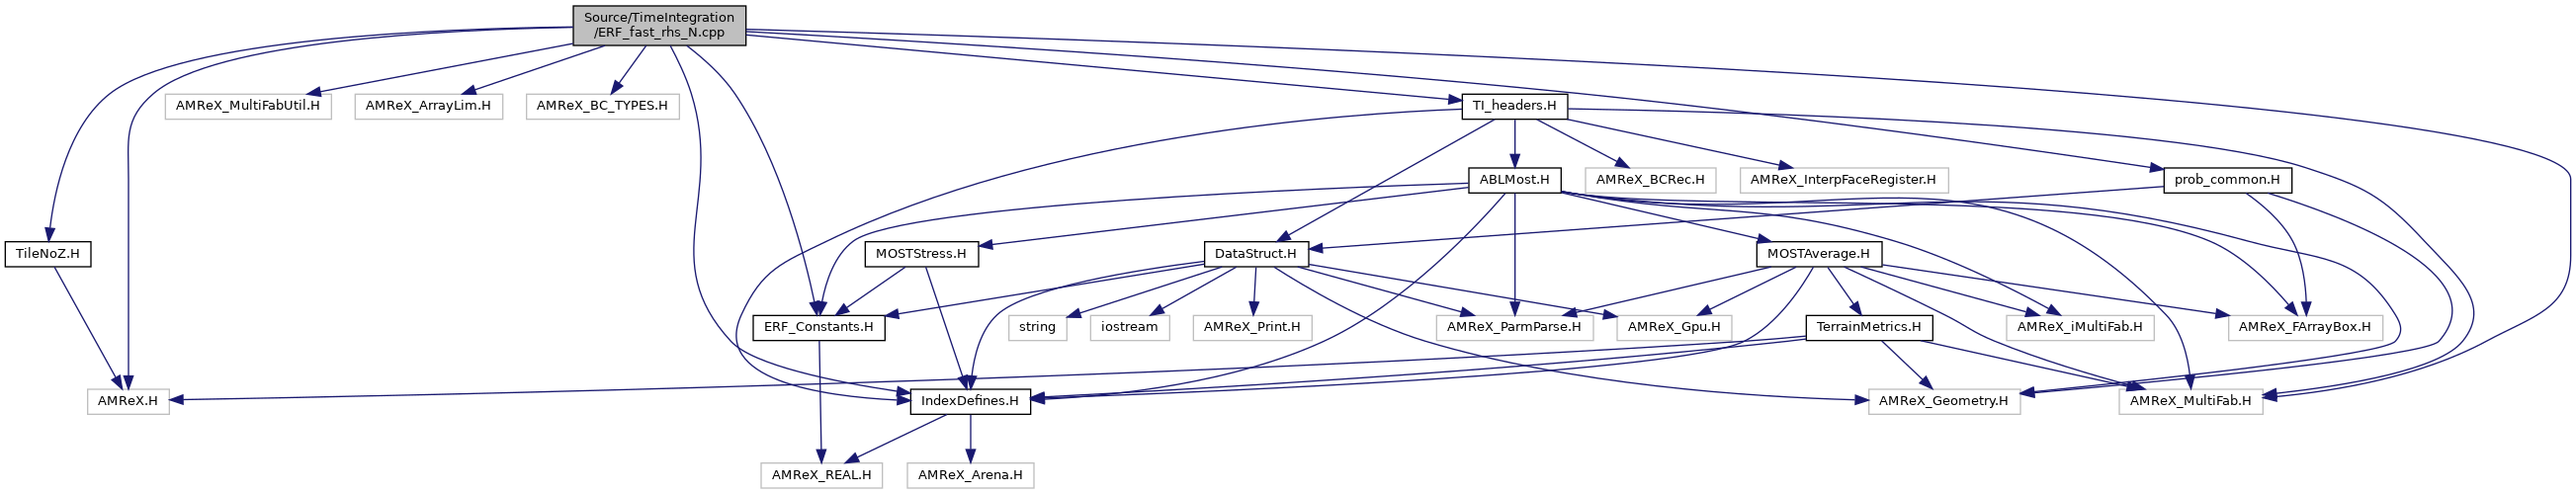 Source/TimeIntegration
/ERF_fast_rhs_N.cpp
AMReX_MultiFabUtil.H
AMReX_ArrayLim.H
AMReX_BC_TYPES.H
TI_headers.H
ABLMost.H
AMReX_BCRec.H
AMReX_InterpFaceRegister.H
prob_common.H
TileNoZ.H
MOSTStress.H
DataStruct.H
MOSTAverage.H
ERF_Constants.H
string
iostream
AMReX_Print.H
AMReX_ParmParse.H
AMReX_Gpu.H
TerrainMetrics.H
AMReX_iMultiFab.H
AMReX_FArrayBox.H
AMReX.H
IndexDefines.H
AMReX_Geometry.H
AMReX_MultiFab.H
AMReX_REAL.H
AMReX_Arena.H